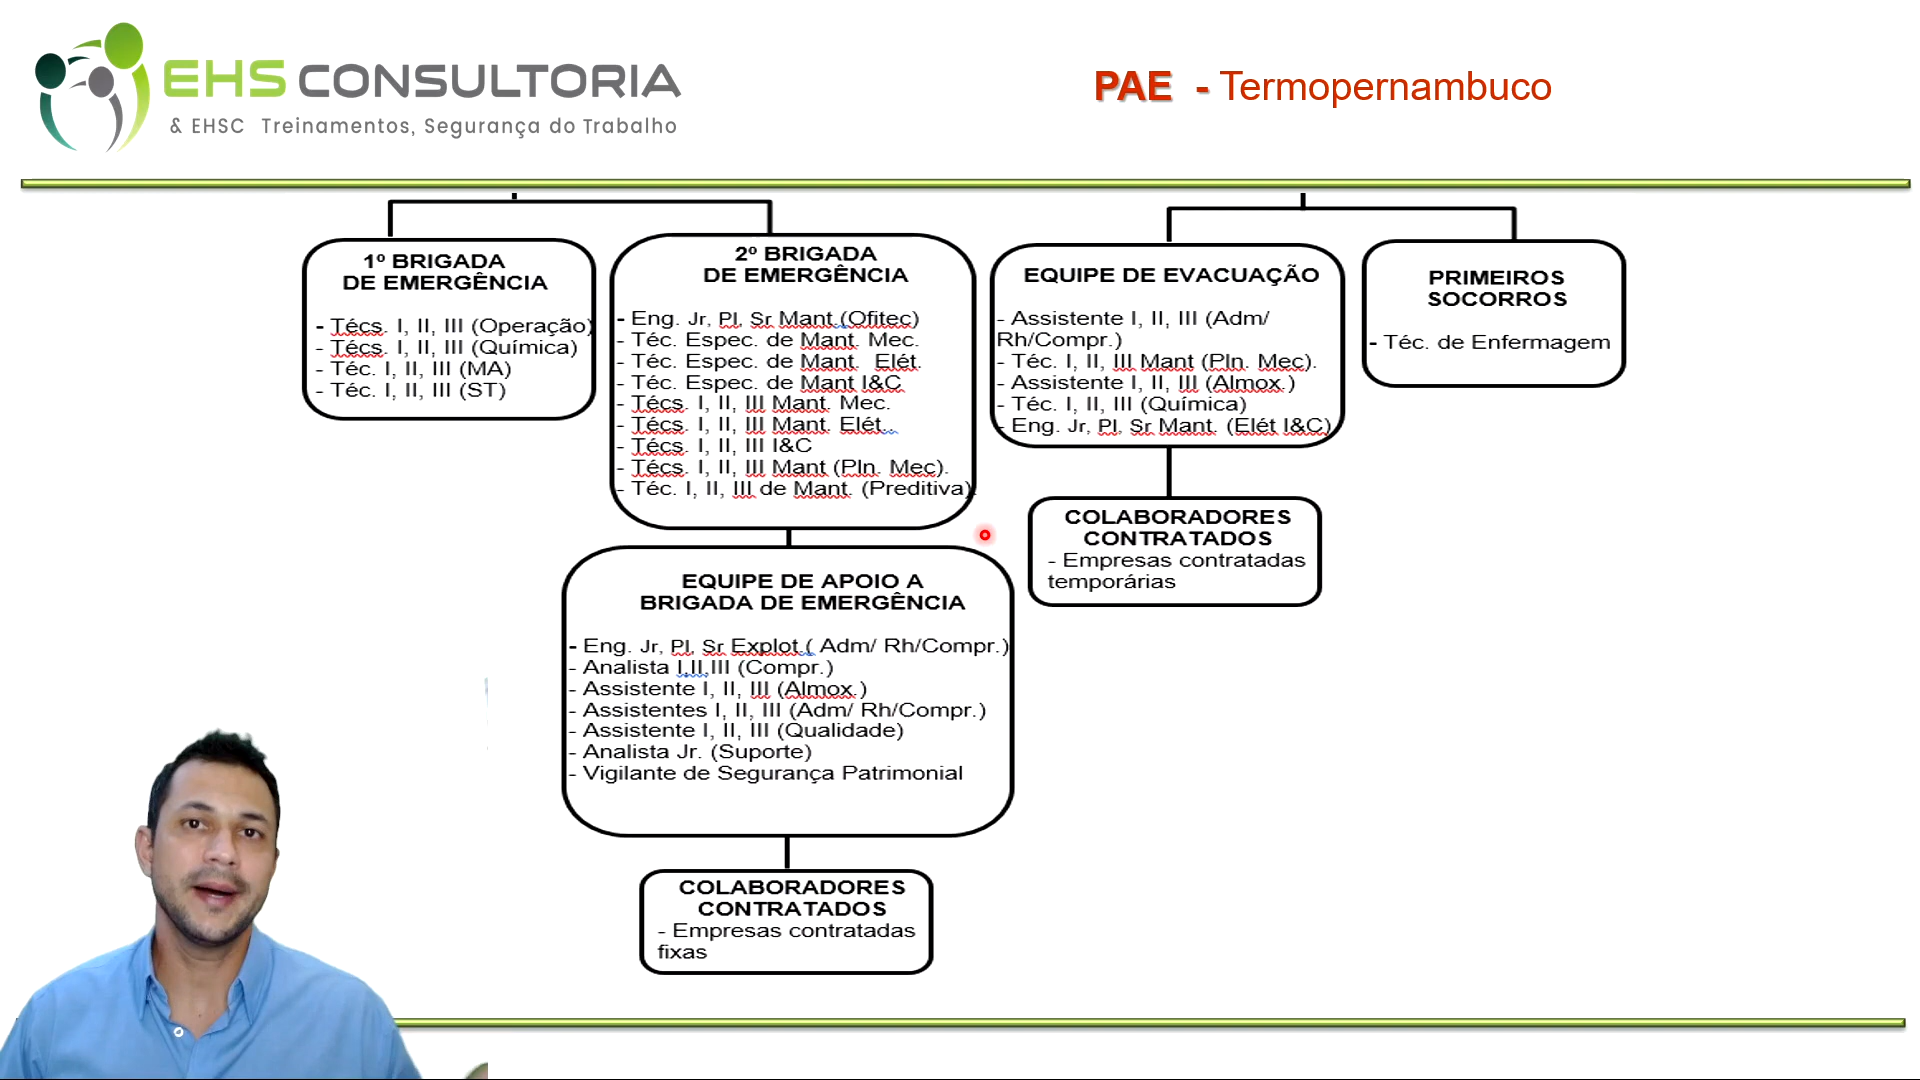 EHS CONSULTORIA
& EHSC Treinamentos, Segurança do Trabalho
PAE - Termopernambuco
1º BRIGADA
DE EMERGÊNCIA
- Técs. I, II, III (Operação)
- Técs. I, II, III (Química)
- Téc. I, II, III (MA)
- Téc. I, II, III (ST)
2º BRIGADA
DE EMERGÊNCIA
- Eng. Jr, Pl, Sr Mant.(Ofitec)
- Téc. Espec. de Mant. Mec.
- Téc. Espec. de Mant. Elét.
- Téc. Espec. de Mant I&C
- Técs. I, II, III Mant. Mec.
- Técs. I, II, III Mant. Elét..
- Técs. I, II, III I&C
- Técs. I, II, III Mant (Pln. Mec).
- Téc. I, II, III de Mant. (Preditiva).
EQUIPE DE EVACUAÇÃO
- Assistente I, II, III (Adm/
Rh/Compr.)
- Téc. I, II, III Mant (Pln. Mec).
- Assistente I, II, III (Almox.)
- Téc. I, II, III (Química)
- Eng. Jr, Pl, Sr Mant. (Elét I&C)
PRIMEIROS
SOCORROS
- Téc. de Enfermagem
COLABORADORES
CONTRATADOS
- Empresas contratadas
temporárias
EQUIPE DE APOIO A
BRIGADA DE EMERGÊNCIA
- Eng. Jr, Pl, Sr Explot.( Adm/ Rh/Compr.)
- Analista I,II,III (Compr.)
- Assistente I, II, III (Almox.)
- Assistentes I, II, III (Adm/ Rh/Compr.)
- Assistente I, II, III (Qualidade)
- Analista Jr. (Suporte)
- Vigilante de Segurança Patrimonial
COLABORADORES
CONTRATADOS
- Empresas contratadas
fixas